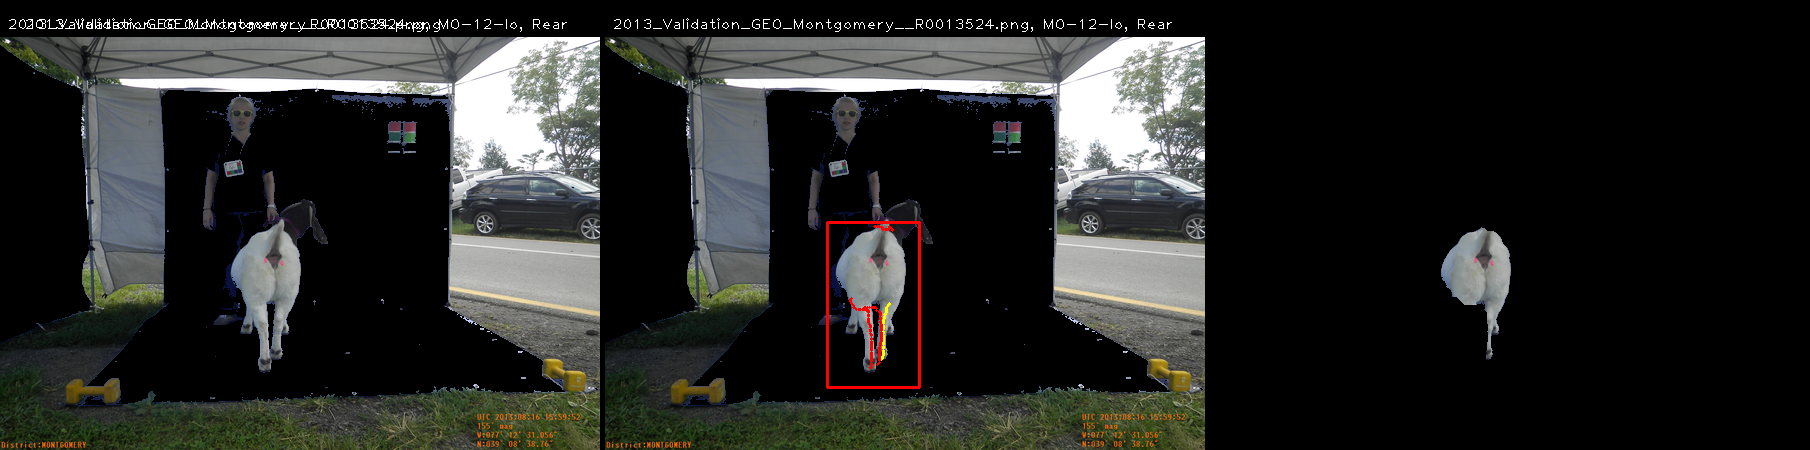 2013_Validation_GEO_Montgomery__R0013524.png, MO-12-lo, Rear
UTC 2013:08:16 15:59:52
155° mag
W:077° 12' 31.056"
N:039° 08' 38.76"
District:MONTGOMERY
UTC 2013:08:16 15:59:52
155° mag
W:077° 12' 31.056"
N:039° 08' 38.76"
District:MONTGOMERY